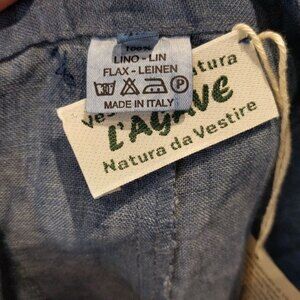 100%
LINO - LIN
FLAX - LEINEN
MADE IN ITALY
L'AGAVE
Natura da Vestire